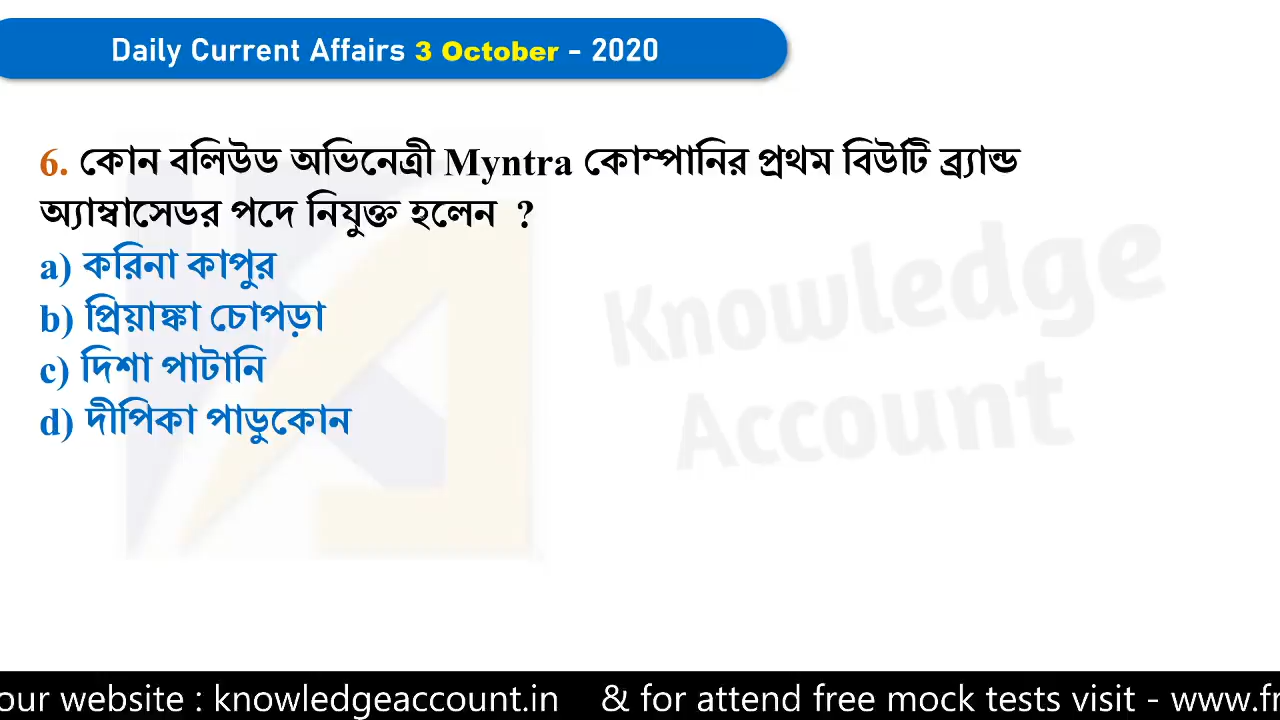 Daily Current Affairs 3 October - 2020
6. কোন বলিউড অভিনেত্রী Myntra কোম্পানির প্রথম বিউটি ব্র্যান্ড
অ্যাম্বাসেডর পদে নিযুক্ত হলেন ?
a) করিনা কাপুর
b) প্রিয়াঙ্কা চোপড়া
c) দিশা পাটানি
d) দীপিকা পাডুকোন
Knowledge
Account
our website : knowledgeaccount.in & for attend free mock tests visit - www.fr